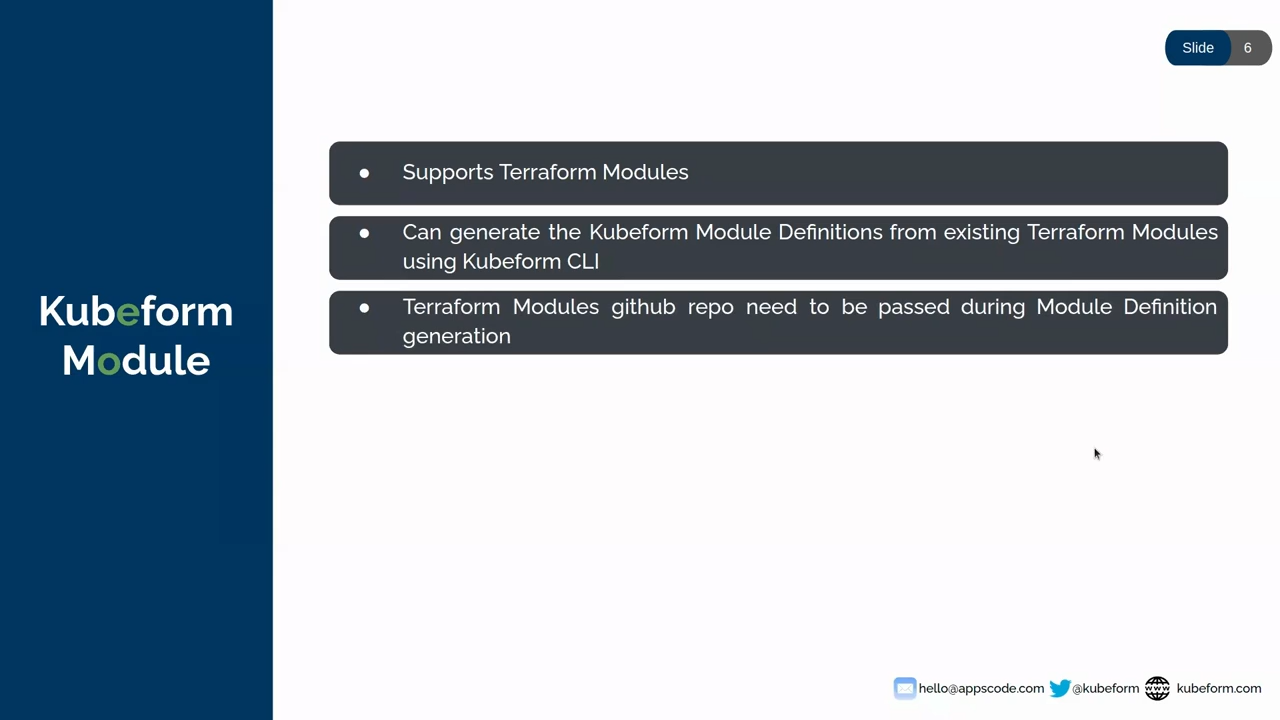 Slide 6
Kubeform
Module
● Supports Terraform Modules
● Can generate the Kubeform Module Definitions from existing Terraform Modules
using Kubeform CLI
● Terraform Modules github repo need to be passed during Module Definition
generation
hello@appscode.com @kubeform www kubeform.com